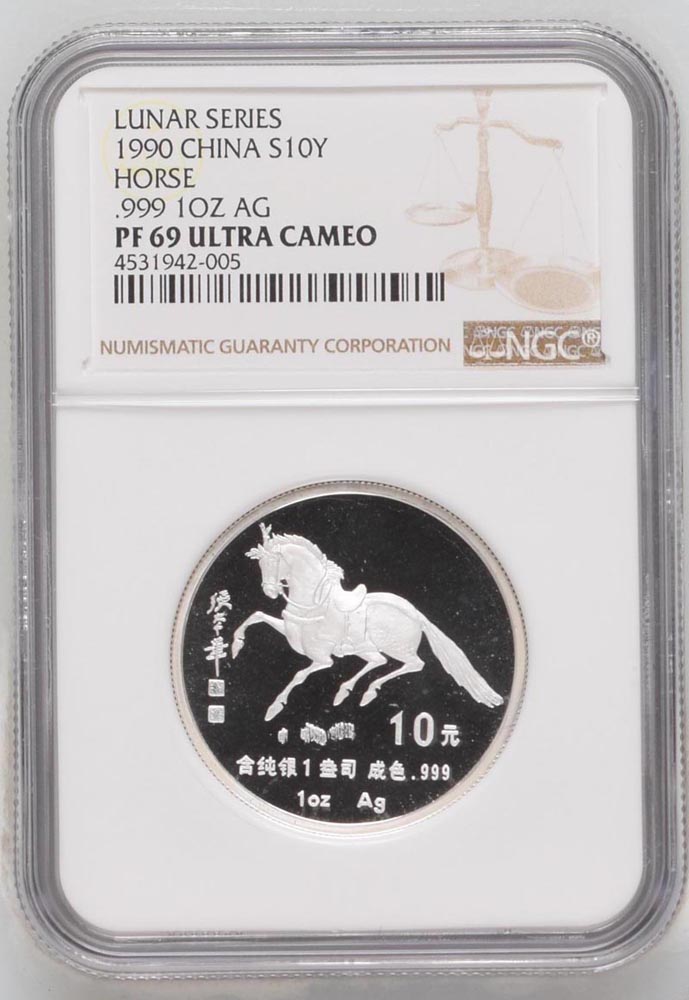 LUNAR SERIES
1990 CHINA S10Y
HORSE
.999 1OZ AG
PF 69 ULTRA CAMEO
4531942-005
NUMISMATIC GUARANTY CORPORATION
NGC®
10元
含纯银1盎司 成色.999
1oz Ag